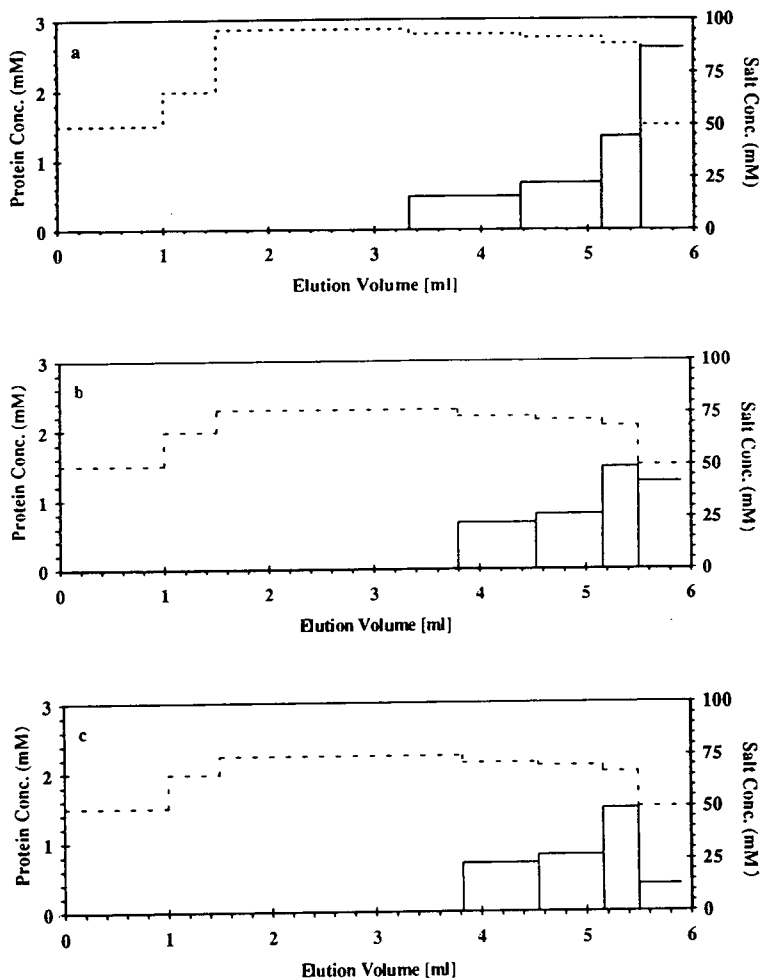 a
3
2
1
0
Protein Conc. (mM)
100
75
50
25
0
Salt Conc. (mM)
0 1 2 3 4 5 6
Elution Volume [ml]
b
3
2
1
0
Protein Conc. (mM)
100
75
50
25
0
Salt Conc. (mM)
0 1 2 3 4 5 6
Elution Volume [ml]
c
3
2
1
0
Protein Conc. (mM)
100
75
50
25
0
Salt Conc. (mM)
0 1 2 3 4 5 6
Elution Volume [ml]